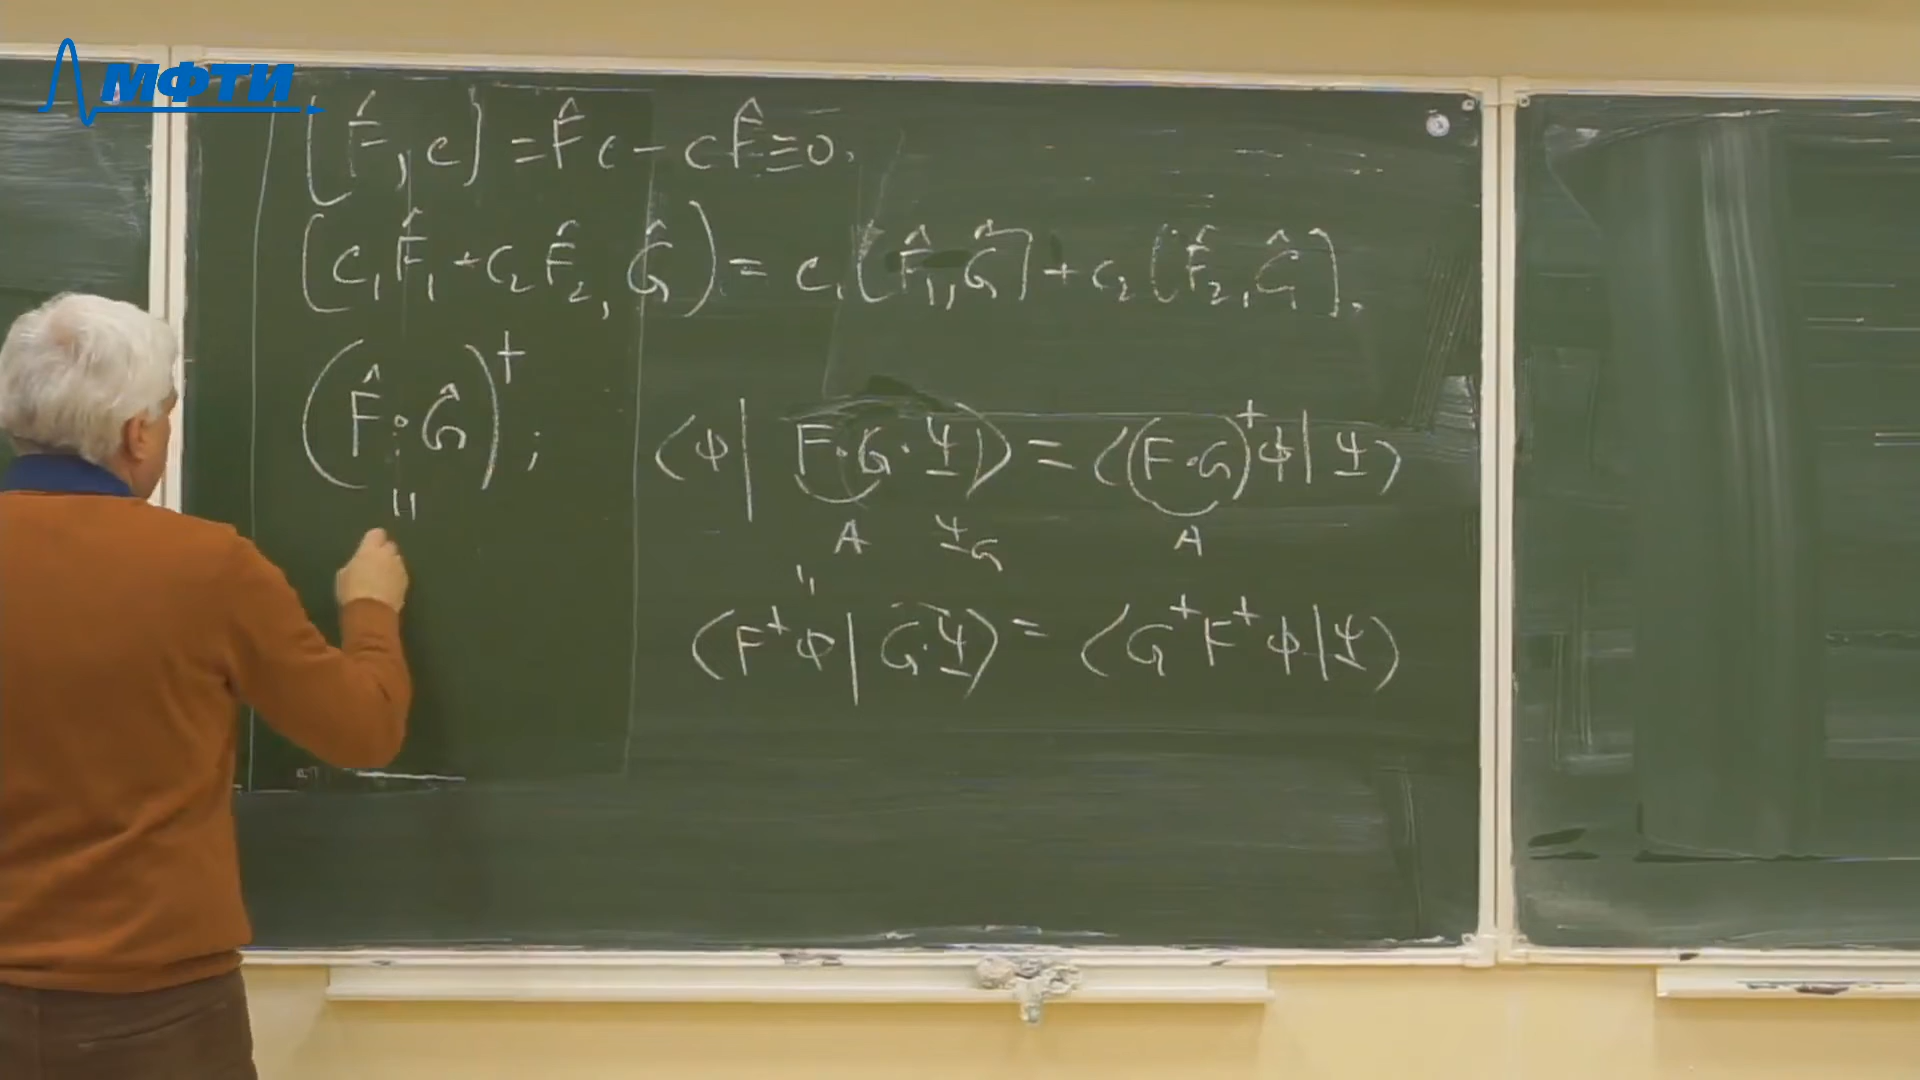 МФТИ
[F̂, c] = F̂c − cF̂ ≡ 0.
[c₁F̂₁ + c₂F̂₂, Ĝ] = c₁[F̂₁, Ĝ] + c₂[F̂₂, Ĝ].
(F̂·Ĝ)⁺;
⟨φ| F·G·Ψ⟩ = ⟨(F·G)⁺φ|Ψ⟩
A Ψ_G A
⟨F⁺φ|G·Ψ⟩ = ⟨G⁺F⁺φ|Ψ⟩